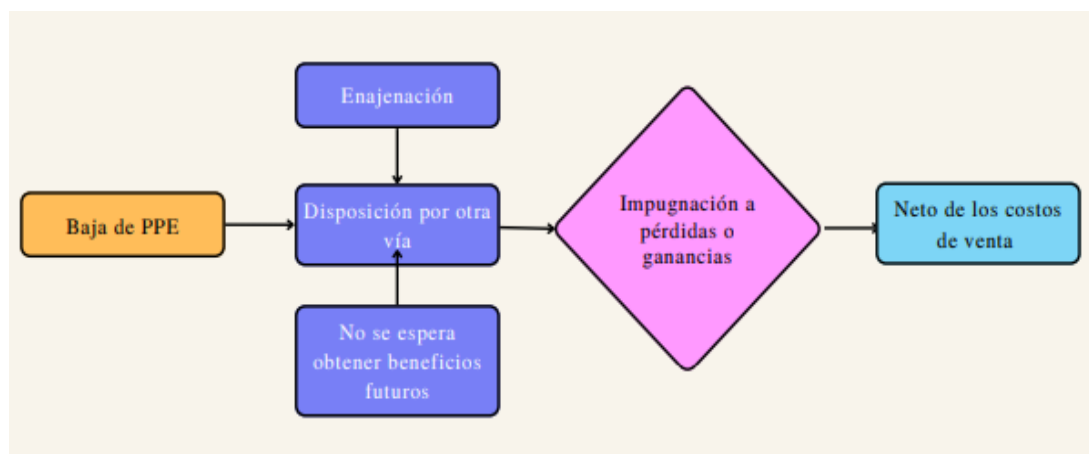 Enajenación
Baja de PPE
Disposición por otra
vía
No se espera
obtener beneficios
futuros
Impugnación a
pérdidas o
ganancias
Neto de los costos
de venta